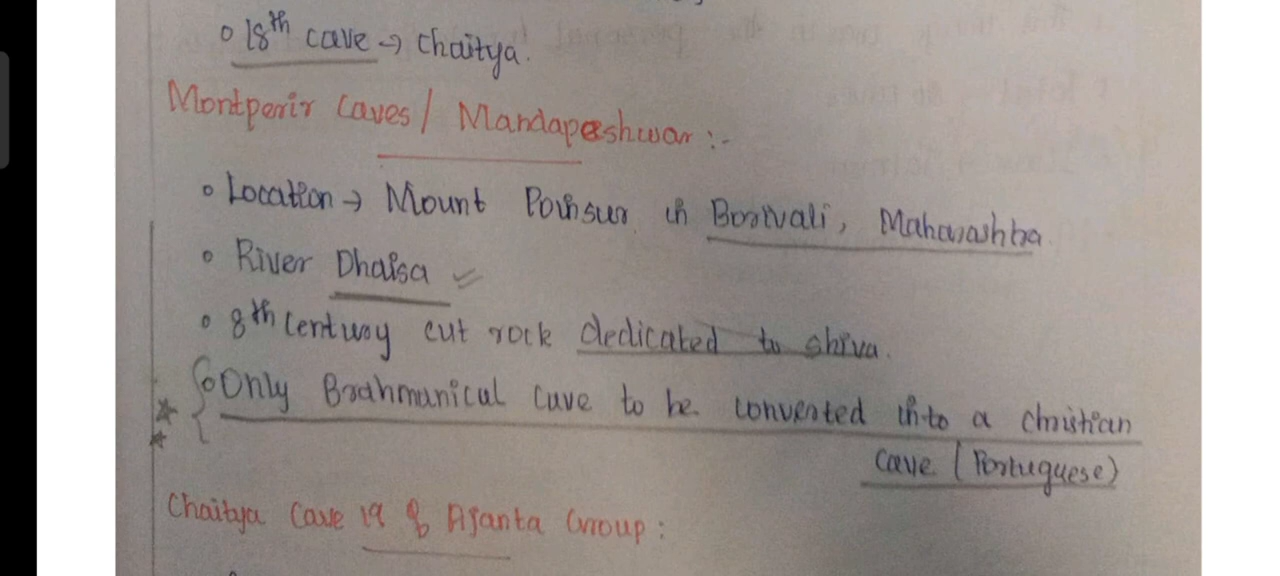 o 18th cave → Chaitya.
Montperir Caves / Mandapeshwar :-
o Location → Mount Poinsur in Borivali, Maharashtra.
o River Dhaisa
o 8th Century cut rock dedicated to shiva.
o Only Brahmanical cave to be converted into a christian
cave (Portuguese)
Chaitya Cave 19 of Ajanta Group :